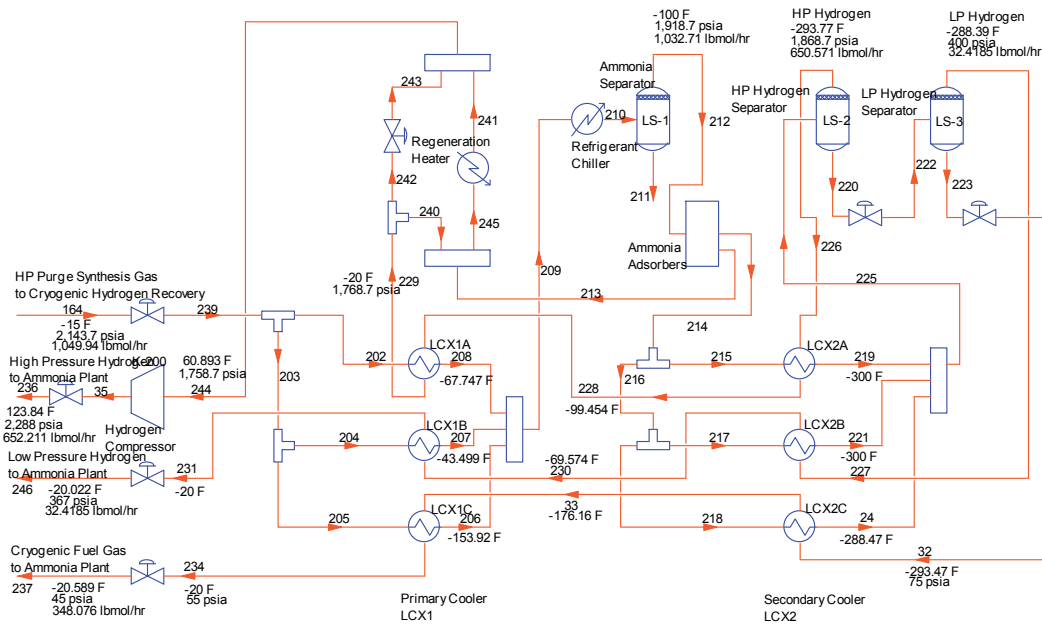 -100 F
1,918.7 psia
1,032.71 lbmol/hr
HP Hydrogen
-293.77 F
1,868.7 psia
650.571 lbmol/hr
LP Hydrogen
-288.39 F
400 psia
32.4185 lbmol/hr
243
241
Regeneration
Heater
242
240
245
229
-20 F
1,768.7 psia
213
Ammonia
Separator
210
LS-1
212
Refrigerant
Chiller
211
209
Ammonia
Adsorbers
214
HP Hydrogen
Separator
LS-2
220
226
225
LP Hydrogen
Separator
LS-3
222
223
HP Purge Synthesis Gas
to Cryogenic Hydrogen Recovery
164
239
-15 F
2,143.7 psia
1,049.94 lbmol/hr
203
202
LCX1A
208
-67.747 F
228
-99.454 F
216
215
LCX2A
219
-300 F
High Pressure Hydrogen
to Ammonia Plant
236
35
K-200
60.893 F
1,758.7 psia
244
123.84 F
2,288 psia
652.211 lbmol/hr
Hydrogen
Compressor
204
LCX1B
207
-43.499 F
-69.574 F
230
217
LCX2B
221
-300 F
227
Low Pressure Hydrogen
to Ammonia Plant
246
231
-20 F
-20.022 F
367 psia
32.4185 lbmol/hr
205
LCX1C
206
-153.92 F
33
-176.16 F
218
LCX2C
24
-288.47 F
Cryogenic Fuel Gas
to Ammonia Plant
237
234
-20 F
55 psia
-20.589 F
45 psia
348.076 lbmol/hr
32
-293.47 F
75 psia
Primary Cooler
LCX1
Secondary Cooler
LCX2